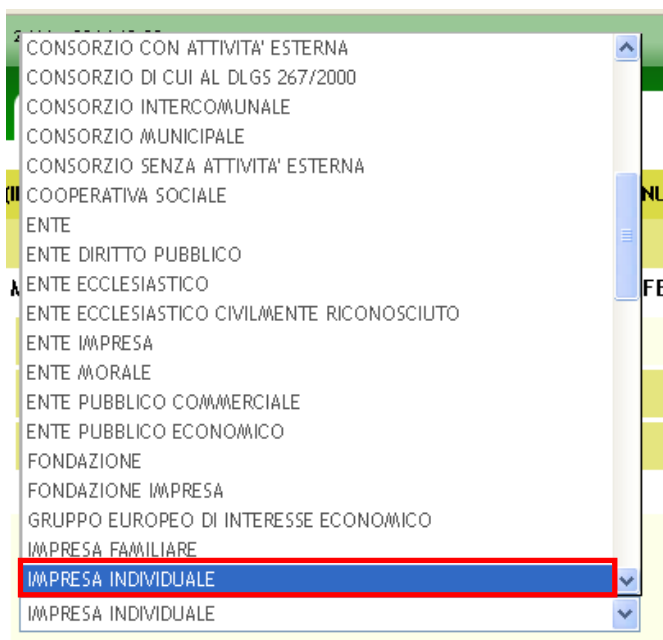 CONSORZIO CON ATTIVITA' ESTERNA
CONSORZIO DI CUI AL DLGS 267/2000
CONSORZIO INTERCOMUNALE
CONSORZIO MUNICIPALE
CONSORZIO SENZA ATTIVITA' ESTERNA
COOPERATIVA SOCIALE
ENTE
ENTE DIRITTO PUBBLICO
ENTE ECCLESIASTICO
ENTE ECCLESIASTICO CIVILMENTE RICONOSCIUTO
ENTE IMPRESA
ENTE MORALE
ENTE PUBBLICO COMMERCIALE
ENTE PUBBLICO ECONOMICO
FONDAZIONE
FONDAZIONE IMPRESA
GRUPPO EUROPEO DI INTERESSE ECONOMICO
IMPRESA FAMILIARE
IMPRESA INDIVIDUALE
IMPRESA INDIVIDUALE